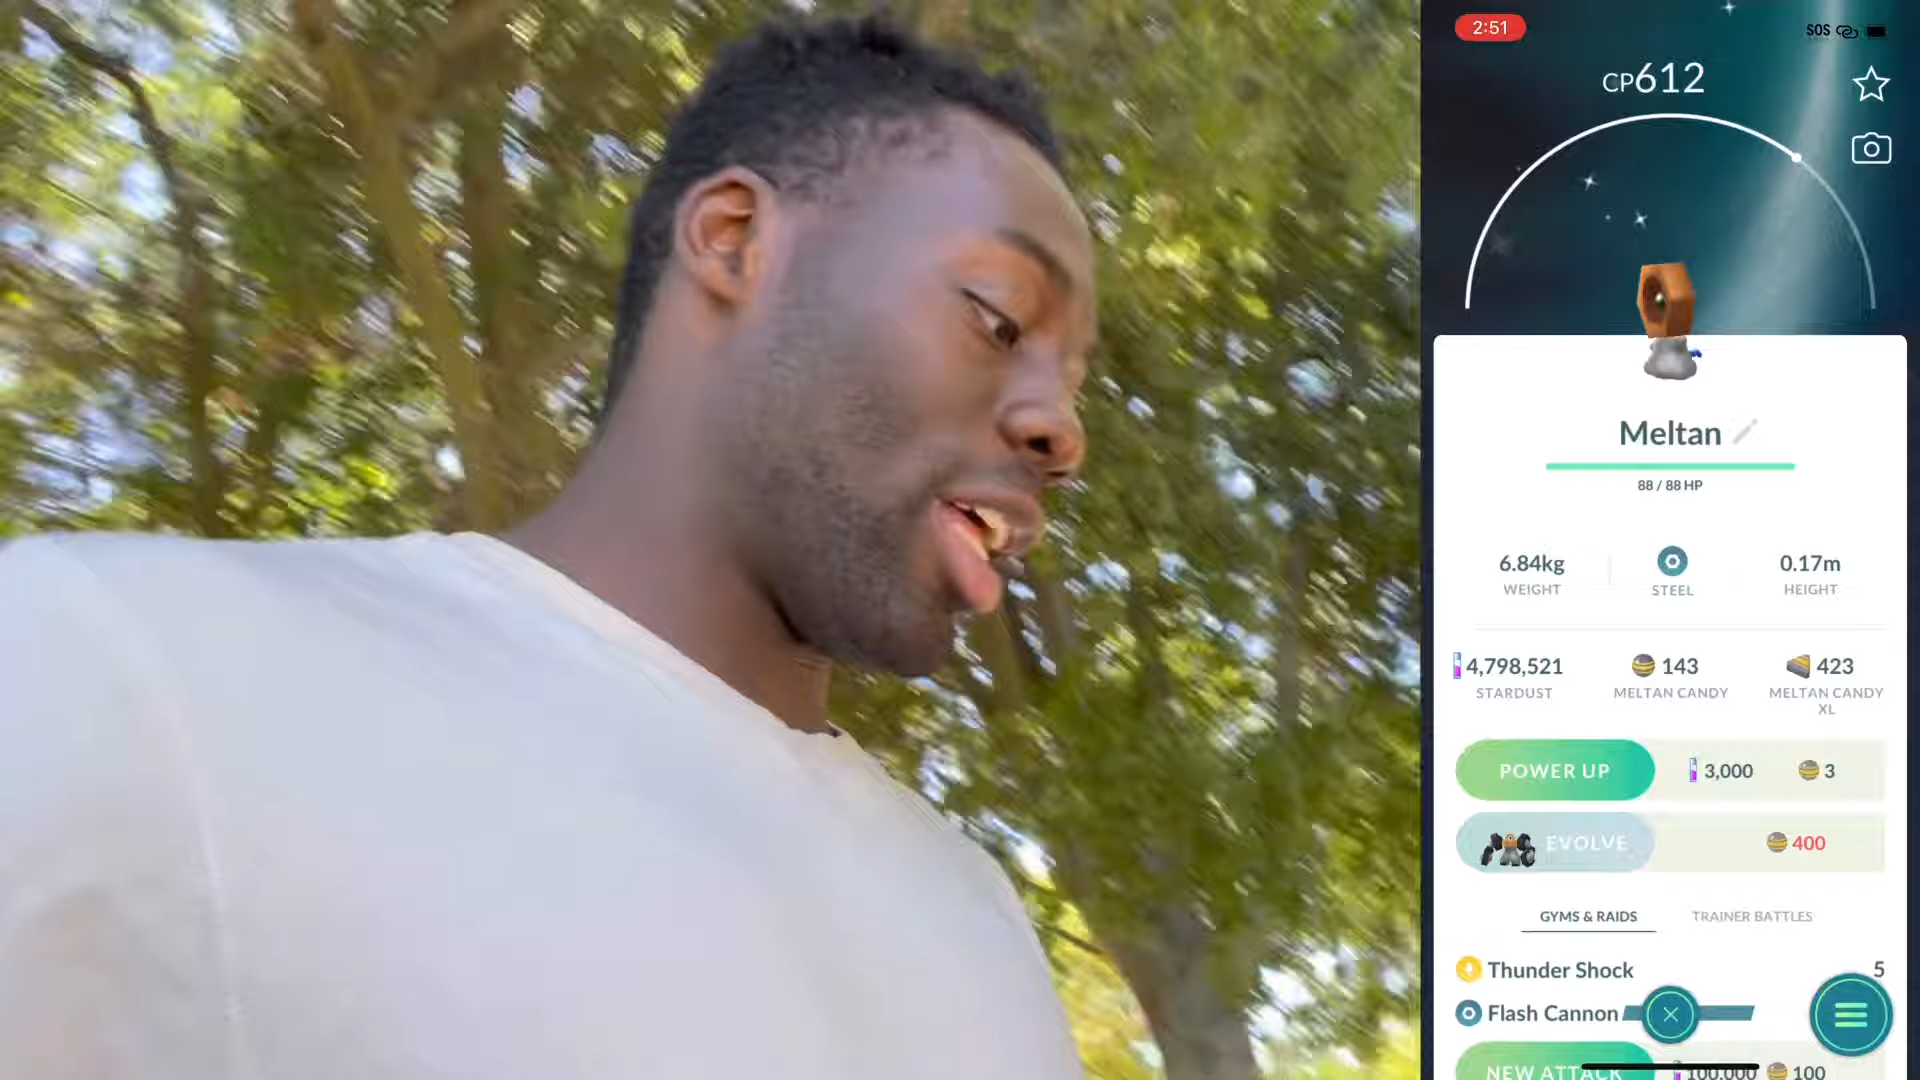 2:51
SOS
CP612
Meltan
88 / 88 HP
6.84kg
WEIGHT
STEEL
0.17m
HEIGHT
4,798,521
STARDUST
143
MELTAN CANDY
423
MELTAN CANDY
XL
POWER UP
3,000
3
EVOLVE
400
GYMS & RAIDS
TRAINER BATTLES
Thunder Shock
5
Flash Cannon
NEW ATTACK
100,000
100